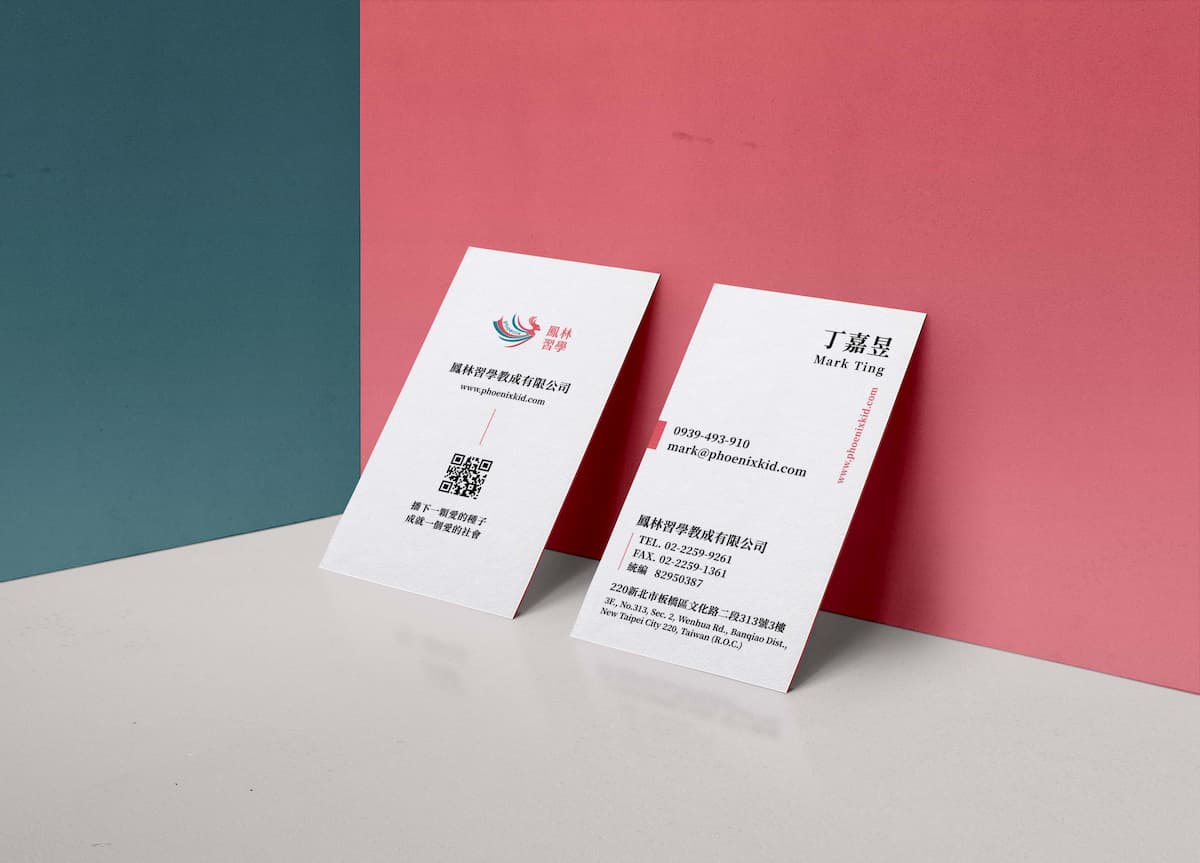 鳳林
習學
鳳林習學教成有限公司
www.phoenixkid.com
播下一顆愛的種子
成就一個愛的社會
丁嘉昱
Mark Ting
www.phoenixkid.com
0939-493-910
mark@phoenixkid.com
鳳林習學教成有限公司
TEL. 02-2259-9261
FAX. 02-2259-1361
統編 82950387
220新北市板橋區文化路二段313號3樓
3F., No.313, Sec. 2, Wenhua Rd., Banqiao Dist.,
New Taipei City 220, Taiwan (R.O.C.)